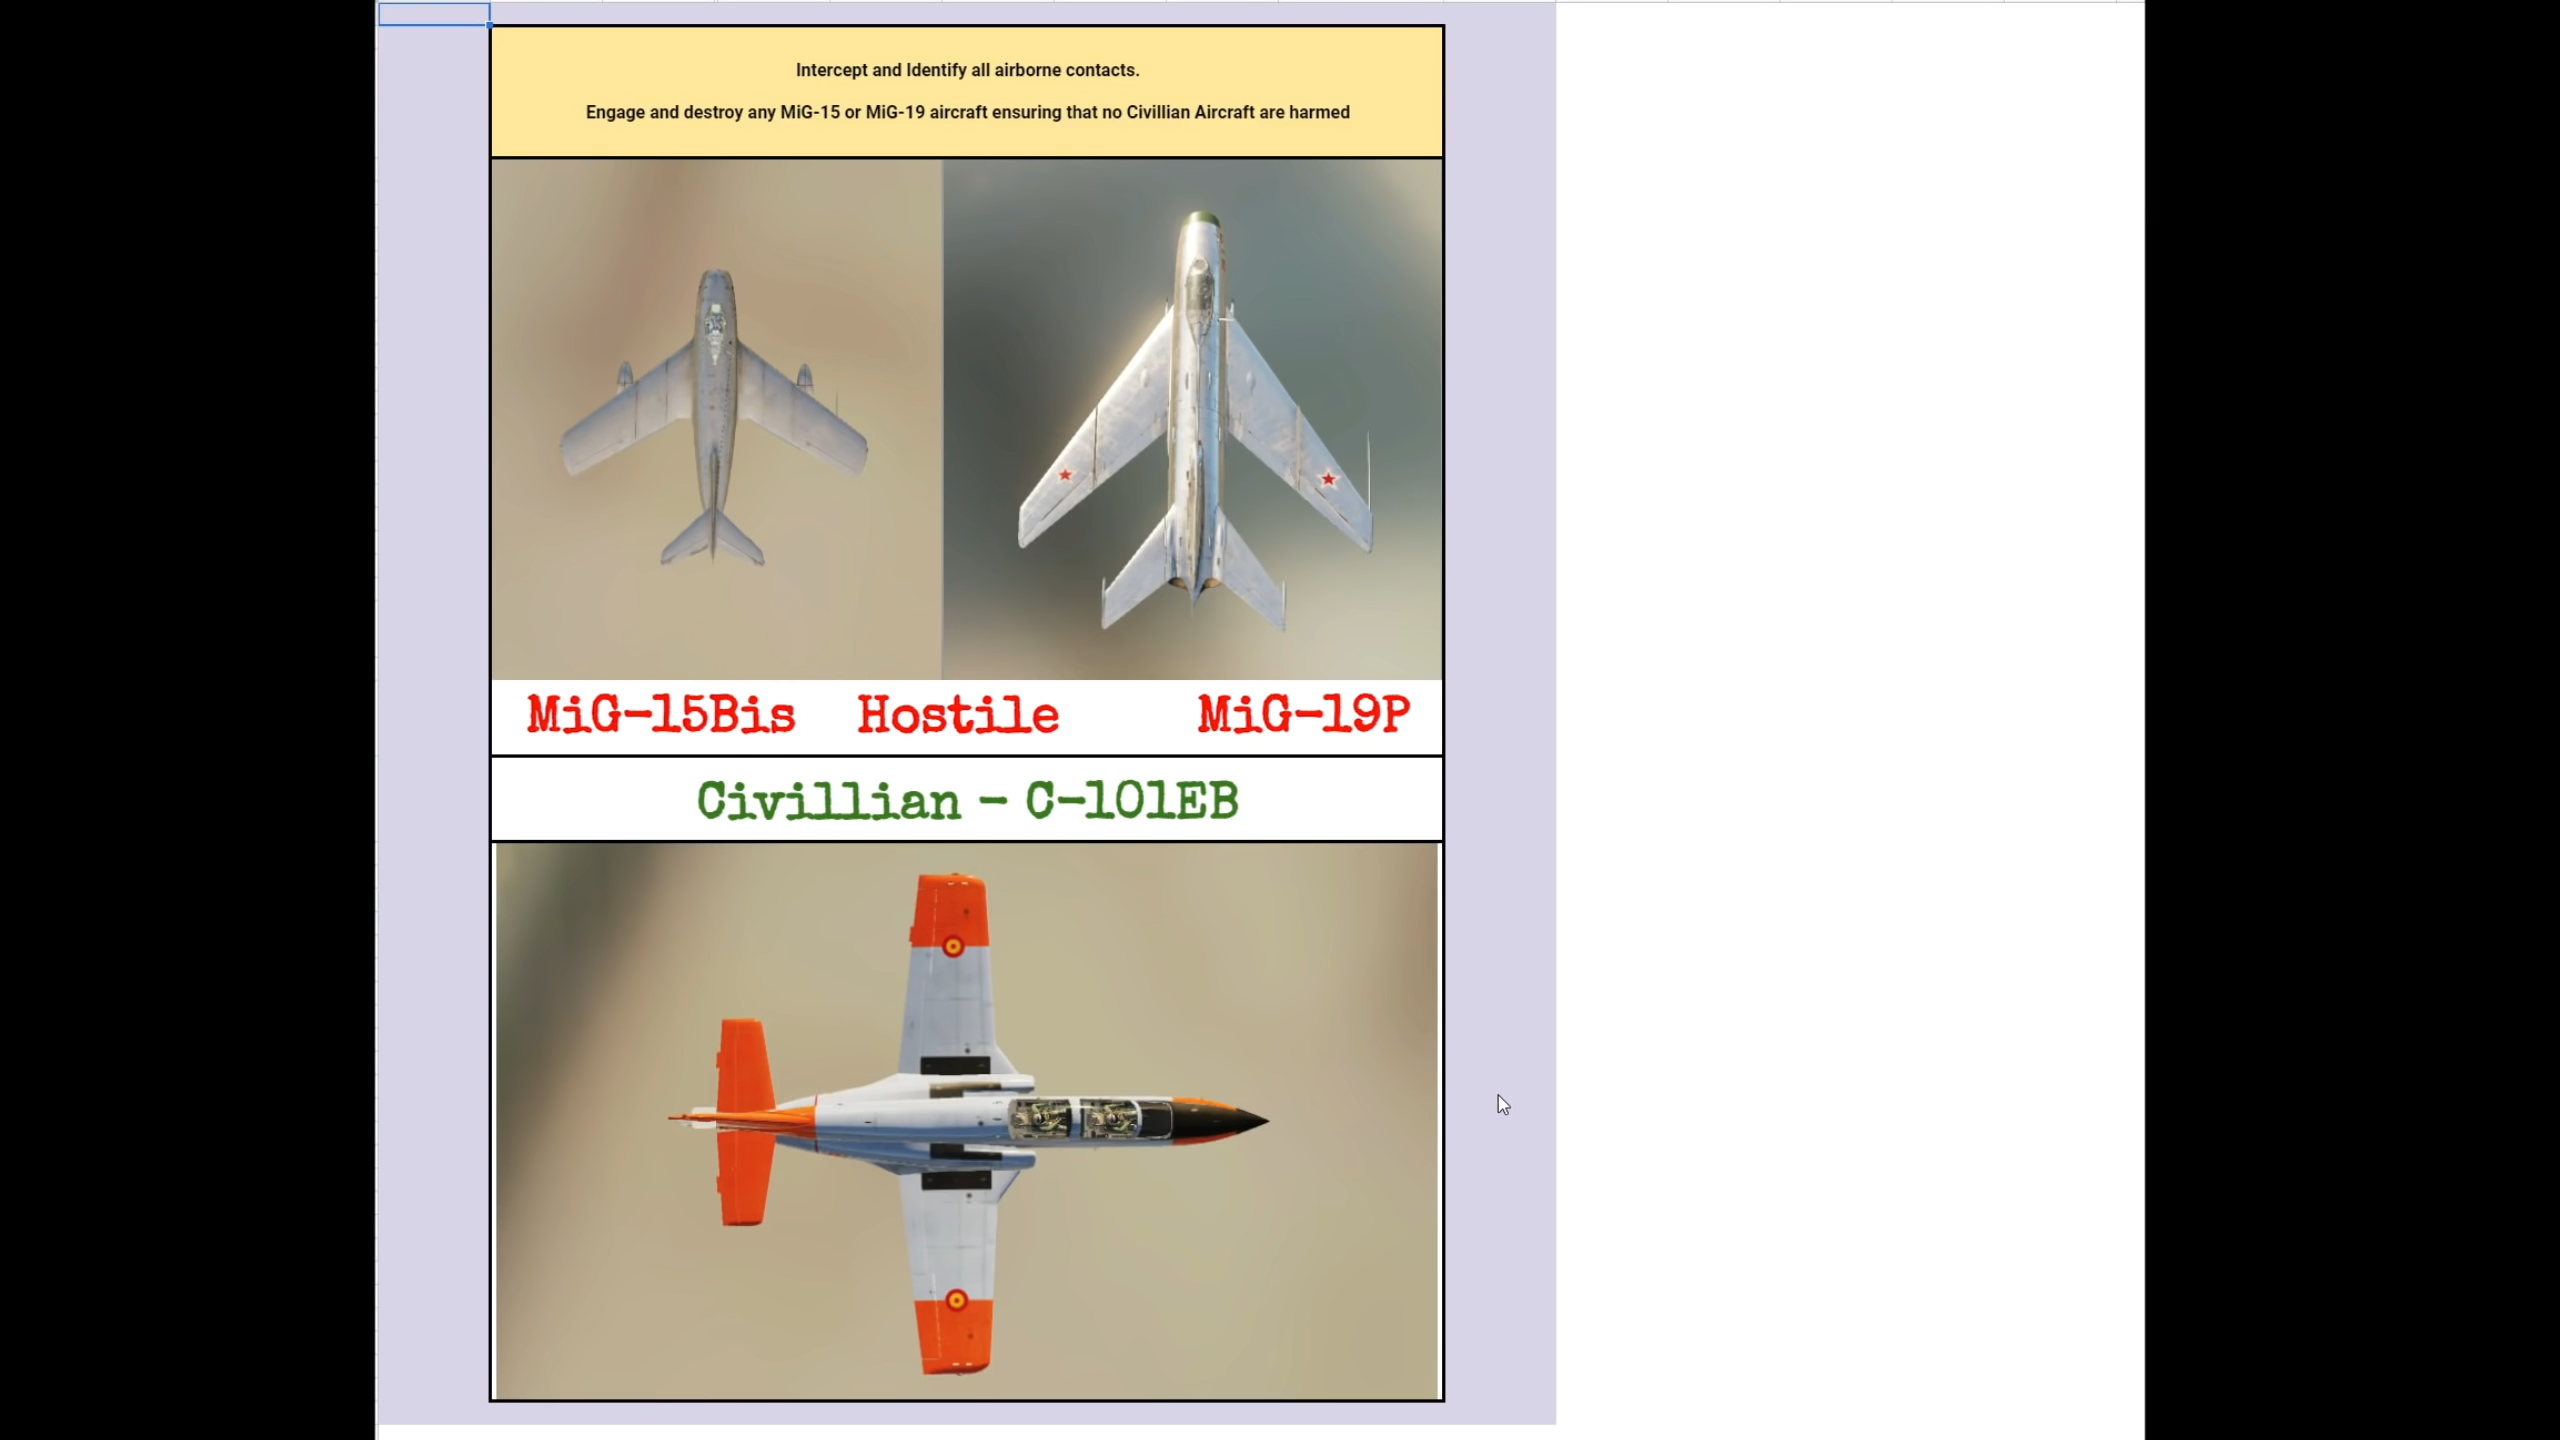 Intercept and Identify all airborne contacts.
Engage and destroy any MiG-15 or MiG-19 aircraft ensuring that no Civillian Aircraft are harmed
MiG-15Bis Hostile MiG-19P
Civillian - C-101EB